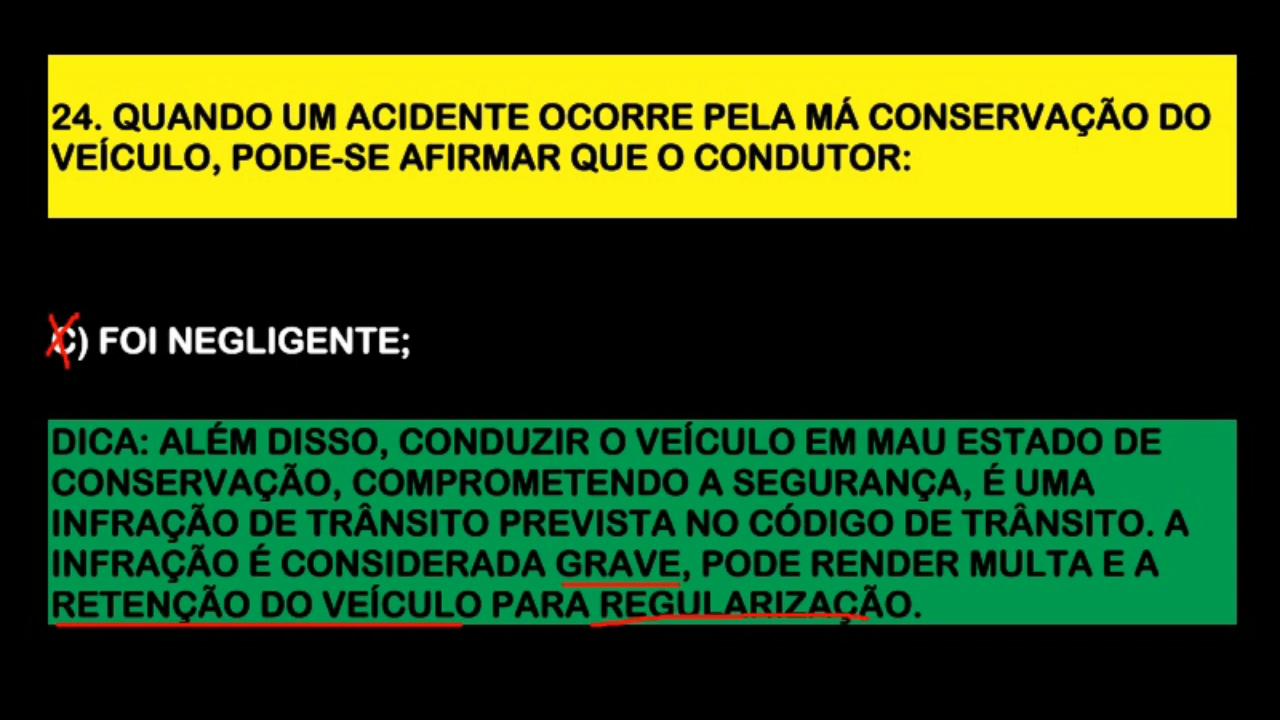 24. QUANDO UM ACIDENTE OCORRE PELA MÁ CONSERVAÇÃO DO
VEÍCULO, PODE-SE AFIRMAR QUE O CONDUTOR:
C) FOI NEGLIGENTE;
DICA: ALÉM DISSO, CONDUZIR O VEÍCULO EM MAU ESTADO DE
CONSERVAÇÃO, COMPROMETENDO A SEGURANÇA, É UMA
INFRAÇÃO DE TRÂNSITO PREVISTA NO CÓDIGO DE TRÂNSITO. A
INFRAÇÃO É CONSIDERADA GRAVE, PODE RENDER MULTA E A
RETENÇÃO DO VEÍCULO PARA REGULARIZAÇÃO.